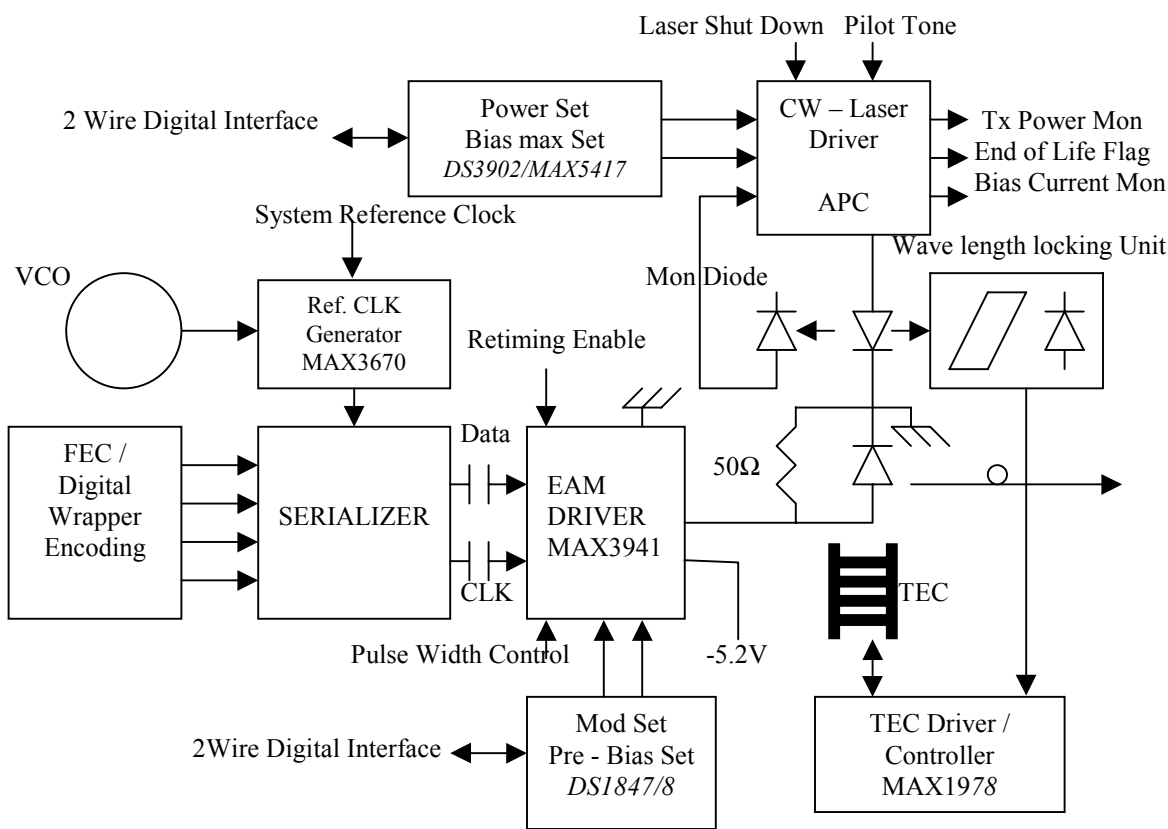 Laser Shut Down
Pilot Tone
2 Wire Digital Interface
Power Set
Bias max Set
DS3902/MAX5417
CW – Laser
Driver
APC
Tx Power Mon
End of Life Flag
Bias Current Mon
System Reference Clock
VCO
Ref. CLK
Generator
MAX3670
Mon Diode
Wave length locking Unit
Retiming Enable
FEC /
Digital
Wrapper
Encoding
SERIALIZER
Data
CLK
EAM
DRIVER
MAX3941
50Ω
TEC
Pulse Width Control
-5.2V
2Wire Digital Interface
Mod Set
Pre - Bias Set
DS1847/8
TEC Driver /
Controller
MAX1978